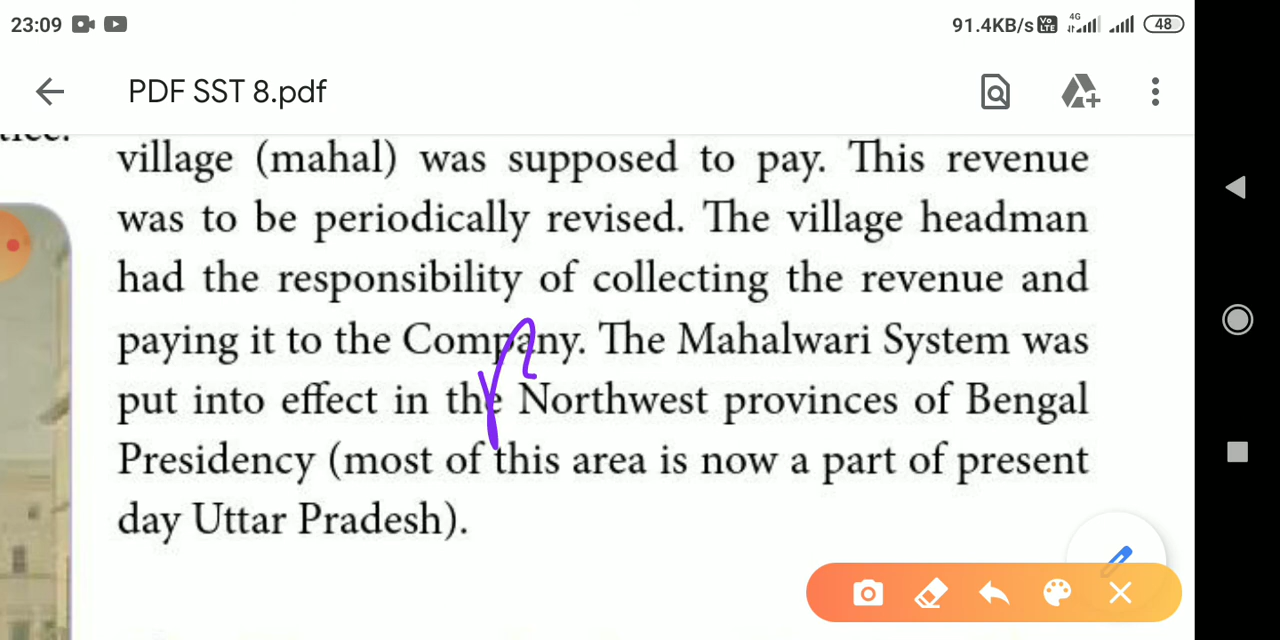 23:09 91.4KB/s Vo LTE 4G 48
PDF SST 8.pdf
village (mahal) was supposed to pay. This revenue
was to be periodically revised. The village headman
had the responsibility of collecting the revenue and
paying it to the Company. The Mahalwari System was
put into effect in the Northwest provinces of Bengal
Presidency (most of this area is now a part of present
day Uttar Pradesh).